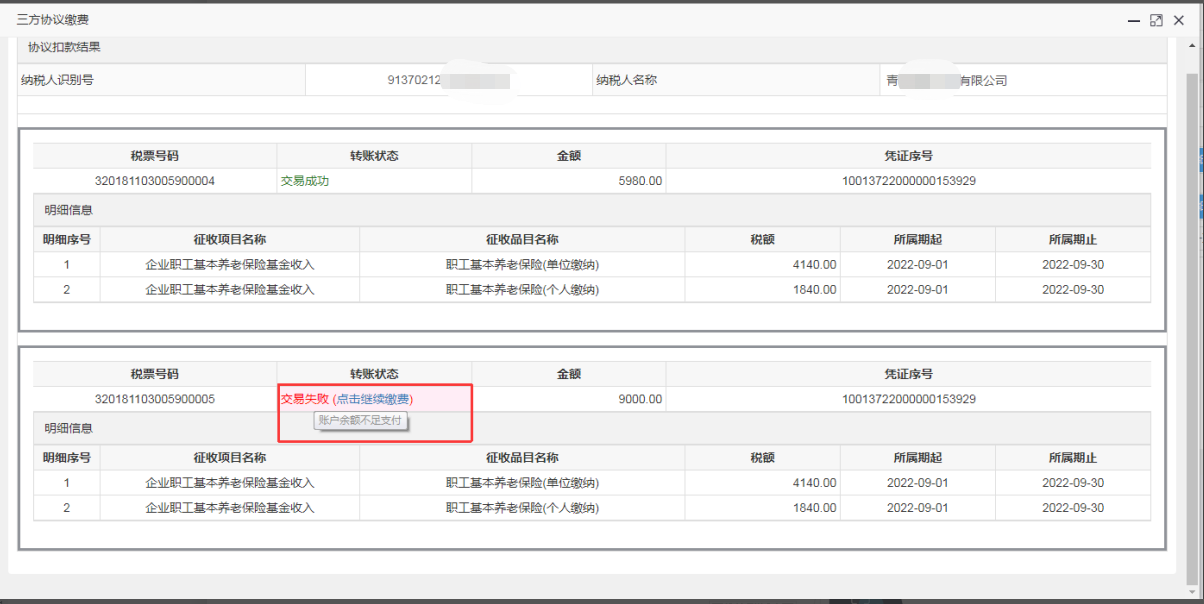 三方协议缴费
协议扣款结果
纳税人识别号 91370212 纳税人名称 青 有限公司
税票号码 转账状态 金额 凭证序号
320181103005900004 交易成功 5980.00 10013722000000153929
明细信息
明细序号 征收项目名称 征收品目名称 税额 所属期起 所属期止
1 企业职工基本养老保险基金收入 职工基本养老保险(单位缴纳) 4140.00 2022-09-01 2022-09-30
2 企业职工基本养老保险基金收入 职工基本养老保险(个人缴纳) 1840.00 2022-09-01 2022-09-30
税票号码 转账状态 金额 凭证序号
320181103005900005 交易失败 (点击继续缴费) 9000.00 10013722000000153929
账户余额不足支付
明细信息
明细序号 征收项目名称 征收品目名称 税额 所属期起 所属期止
1 企业职工基本养老保险基金收入 职工基本养老保险(单位缴纳) 4140.00 2022-09-01 2022-09-30
2 企业职工基本养老保险基金收入 职工基本养老保险(个人缴纳) 1840.00 2022-09-01 2022-09-30